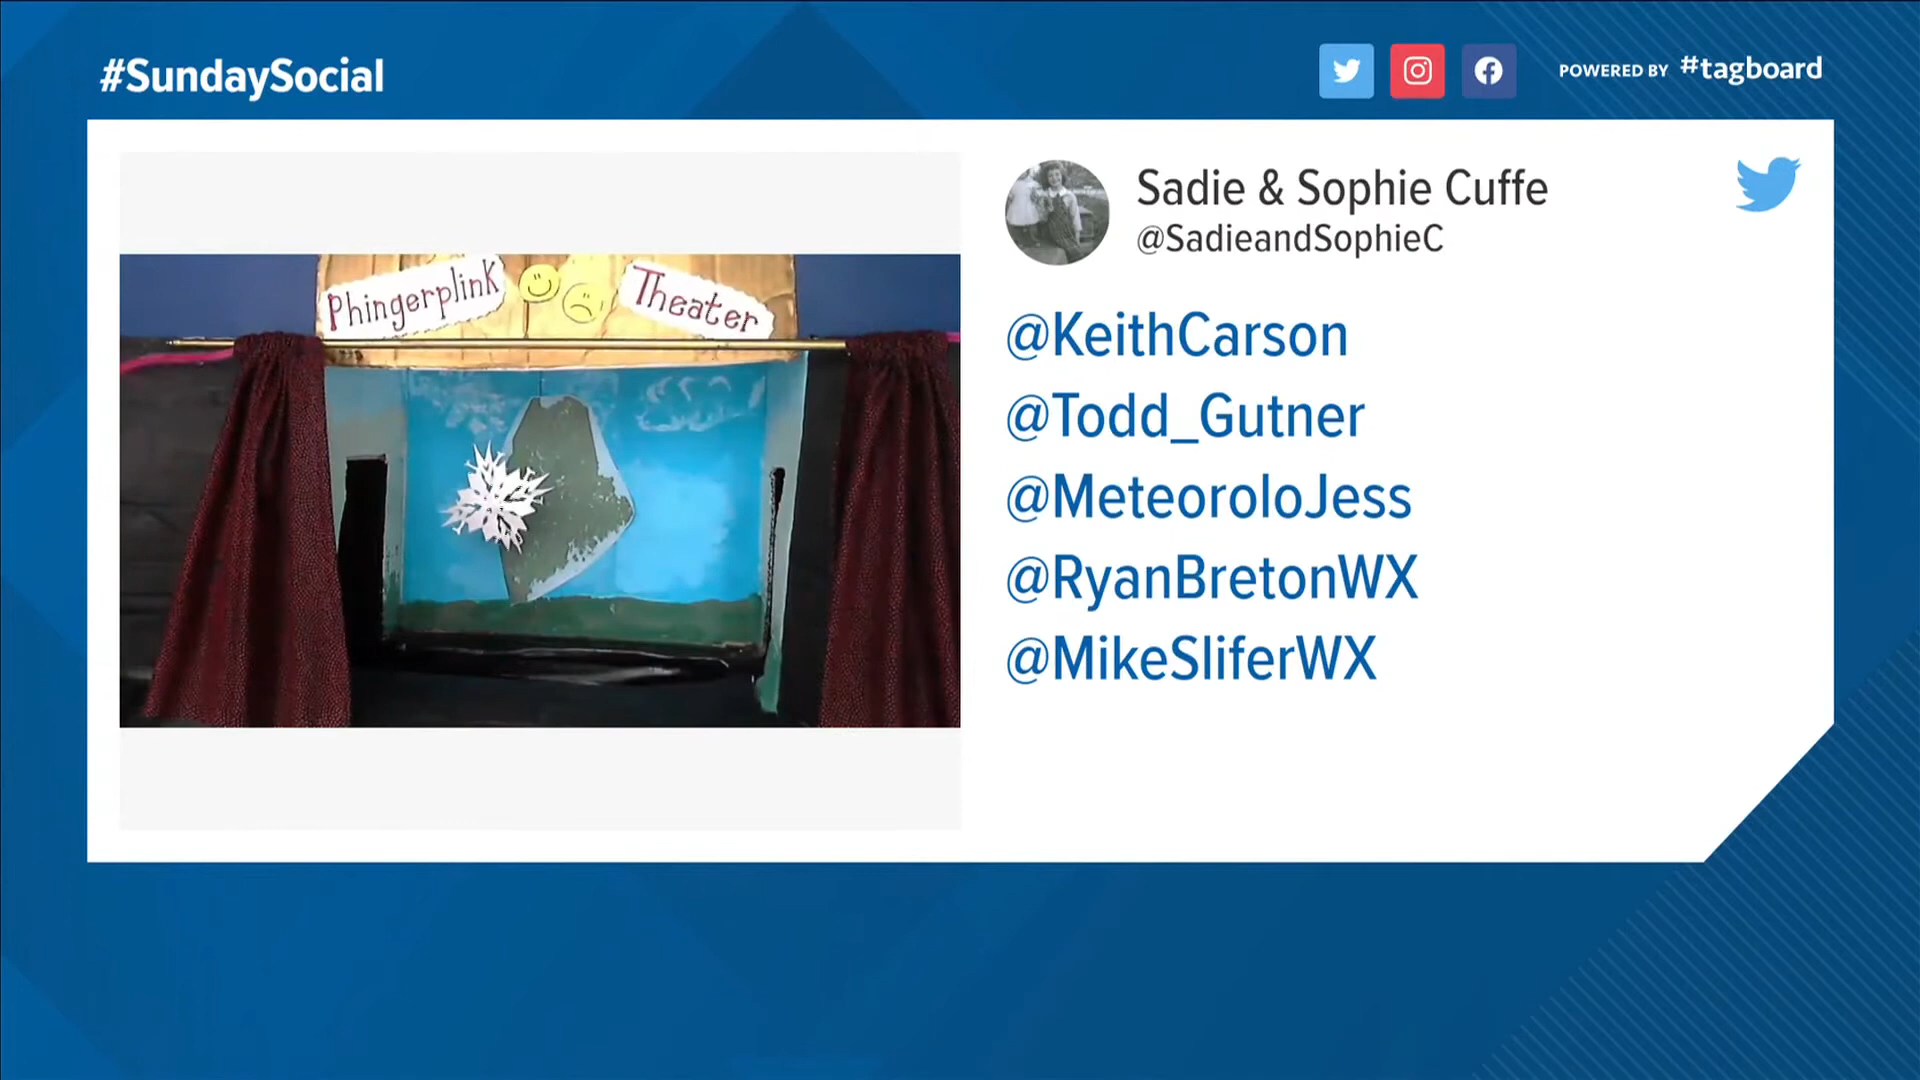 #SundaySocial
POWERED BY #tagboard
Phingerplink Theater
Sadie & Sophie Cuffe
@SadieandSophieC
@KeithCarson
@Todd_Gutner
@MeteoroloJess
@RyanBretonWX
@MikeSliferWX